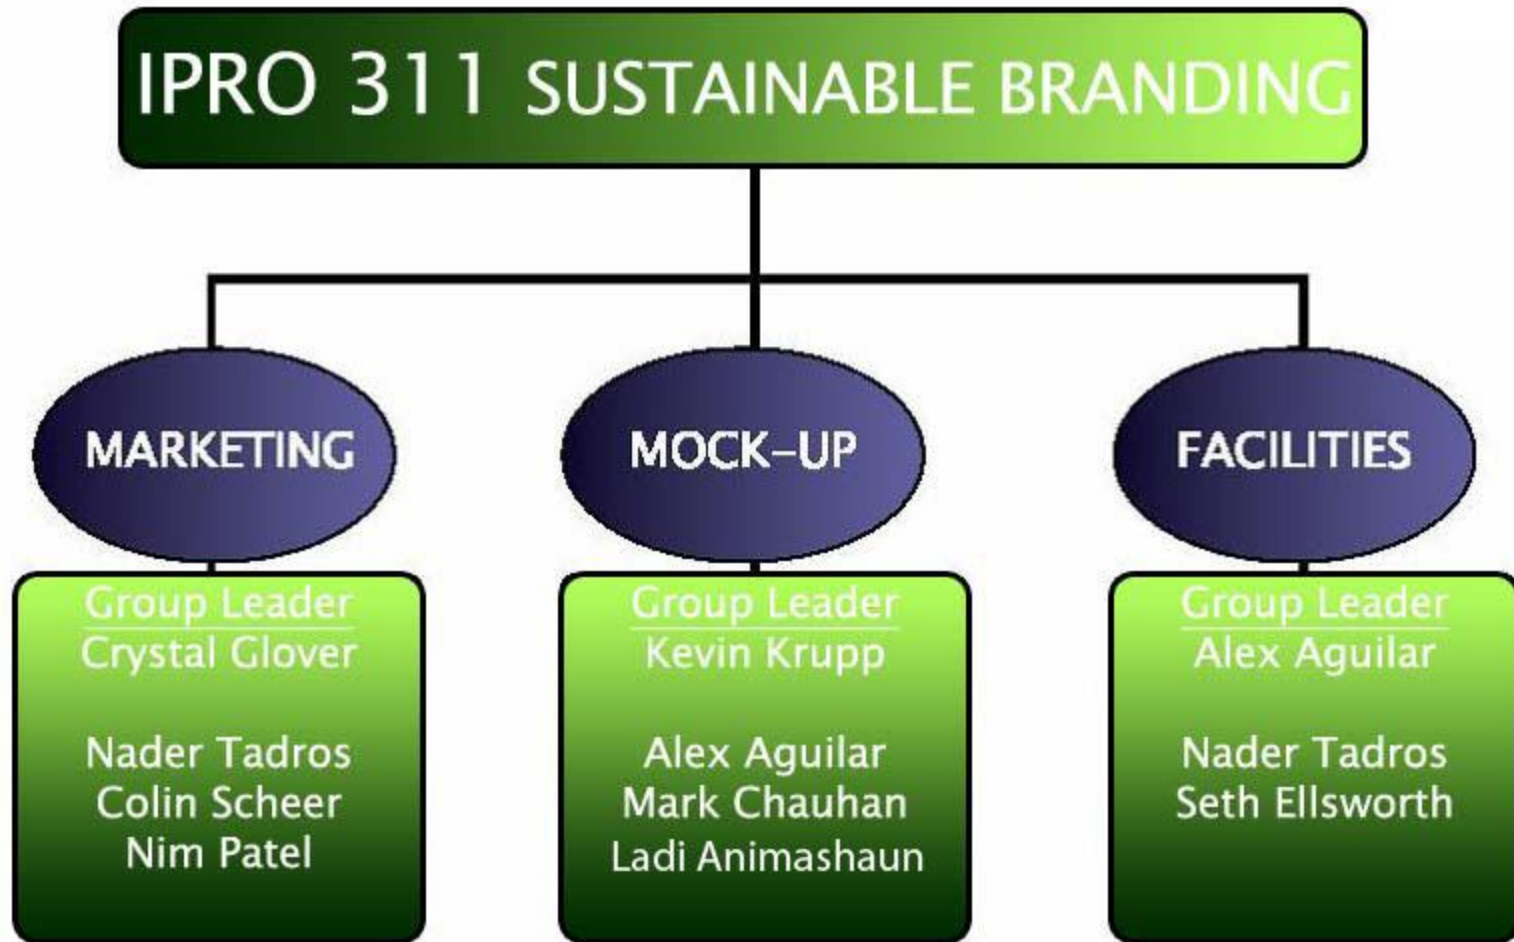 IPRO 311 SUSTAINABLE BRANDING
MARKETING
Group Leader
Crystal Glover
Nader Tadros
Colin Scheer
Nim Patel
MOCK-UP
Group Leader
Kevin Krupp
Alex Aguilar
Mark Chauhan
Ladi Animashaun
FACILITIES
Group Leader
Alex Aguilar
Nader Tadros
Seth Ellsworth